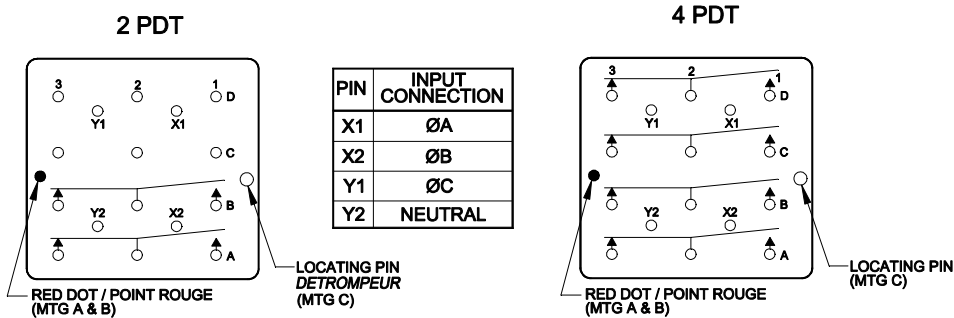 2 PDT
3 2 1 D
Y1 X1
C
B
Y2 X2
A
LOCATING PIN
DETROMPEUR
(MTG C)
RED DOT / POINT ROUGE
(MTG A & B)
PIN INPUT CONNECTION
X1 ØA
X2 ØB
Y1 ØC
Y2 NEUTRAL
4 PDT
3 2 1
D
Y1 X1
C
B
Y2 X2
A
LOCATING PIN
(MTG C)
RED DOT / POINT ROUGE
(MTG A & B)